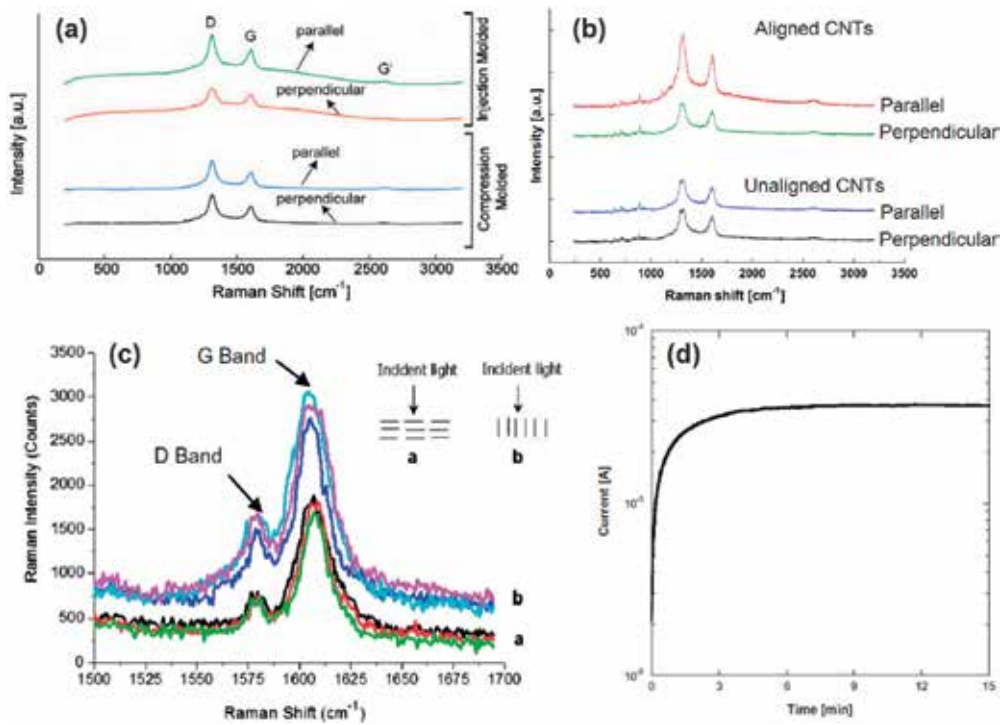 (a)
D
G
G'
parallel
perpendicular
parallel
perpendicular
Injection Molded
Compression
Molded
Intensity [a.u.]
0 500 1000 1500 2000 2500 3000 3500
Raman Shift [cm-1]
(b)
Aligned CNTs
Parallel
Perpendicular
Unaligned CNTs
Parallel
Perpendicular
Intensity [a.u.]
0 500 1000 1500 2000 2500 3000 3500
Raman shift [cm-1]
(c)
G Band
D Band
Incident light
a
Incident light
b
b
a
Raman Intensity (Counts)
3500
3000
2500
2000
1500
1000
500
0
1500 1525 1550 1575 1600 1625 1650 1675 1700
Raman Shift (cm-1)
(d)
Current [A]
0 3 6 9 12 15
Time [min]